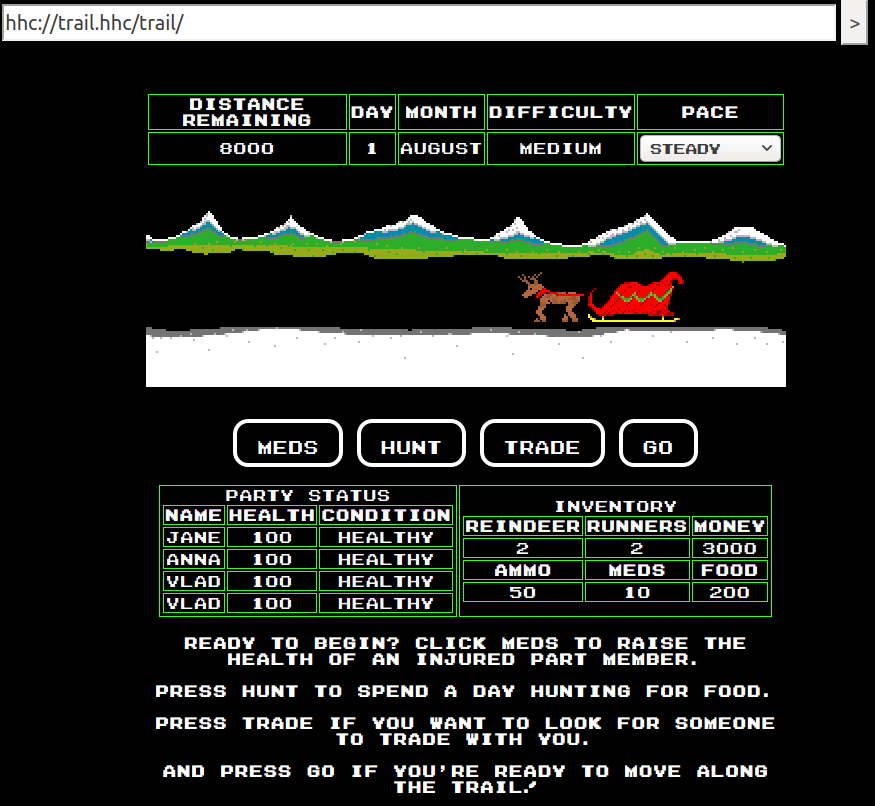 hhc://trail.hhc/trail/ >
DISTANCE REMAINING DAY MONTH DIFFICULTY PACE
8000 1 AUGUST MEDIUM STEADY
MEDS HUNT TRADE GO
PARTY STATUS
NAME HEALTH CONDITION
JANE 100 HEALTHY
ANNA 100 HEALTHY
VLAD 100 HEALTHY
VLAD 100 HEALTHY
INVENTORY
REINDEER RUNNERS MONEY
2 2 3000
AMMO MEDS FOOD
50 10 200
READY TO BEGIN? CLICK MEDS TO RAISE THE
HEALTH OF AN INJURED PART MEMBER.
PRESS HUNT TO SPEND A DAY HUNTING FOR FOOD.
PRESS TRADE IF YOU WANT TO LOOK FOR SOMEONE
TO TRADE WITH YOU.
AND PRESS GO IF YOU'RE READY TO MOVE ALONG
THE TRAIL!